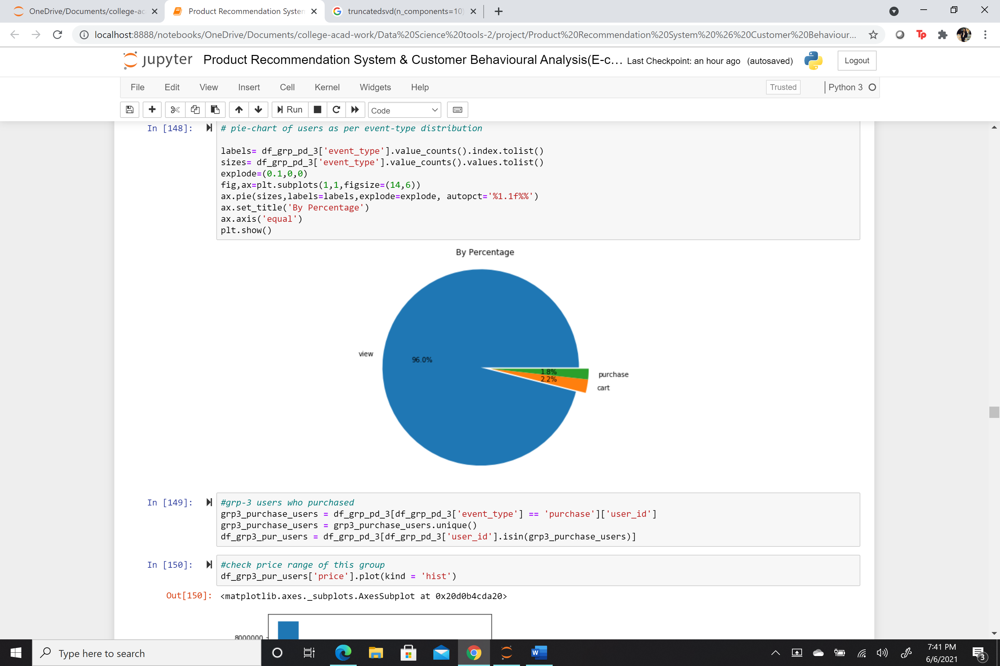 OneDrive/Documents/college-ac
Product Recommendation System
truncatedsvd(n_components=10)
localhost:8888/notebooks/OneDrive/Documents/college-acad-work/Data%20Science%20tools-2/project/Product%20Recommendation%20System%20%26%20Customer%20Behaviour...
Tp
jupyter Product Recommendation System & Customer Behavioural Analysis(E-c... Last Checkpoint: an hour ago (autosaved) Logout
File Edit View Insert Cell Kernel Widgets Help Trusted Python 3
Run Code
In [148]: # pie-chart of users as per event-type distribution
labels= df_grp_pd_3['event_type'].value_counts().index.tolist()
sizes= df_grp_pd_3['event_type'].value_counts().values.tolist()
explode=(0.1,0,0)
fig,ax=plt.subplots(1,1,figsize=(14,6))
ax.pie(sizes,labels=labels,explode=explode, autopct='%1.1f%%')
ax.set_title('By Percentage')
ax.axis('equal')
plt.show()
By Percentage
view
96.0%
1.8%
purchase
2.2%
cart
In [149]: #grp-3 users who purchased
grp3_purchase_users = df_grp_pd_3[df_grp_pd_3['event_type'] == 'purchase']['user_id']
grp3_purchase_users = grp3_purchase_users.unique()
df_grp3_pur_users = df_grp_pd_3[df_grp_pd_3['user_id'].isin(grp3_purchase_users)]
In [150]: #check price range of this group
df_grp3_pur_users['price'].plot(kind = 'hist')
Out[150]: <matplotlib.axes._subplots.AxesSubplot at 0x20d0b4cda20>
8000000
Type here to search
W
7:41 PM
6/6/2021
3